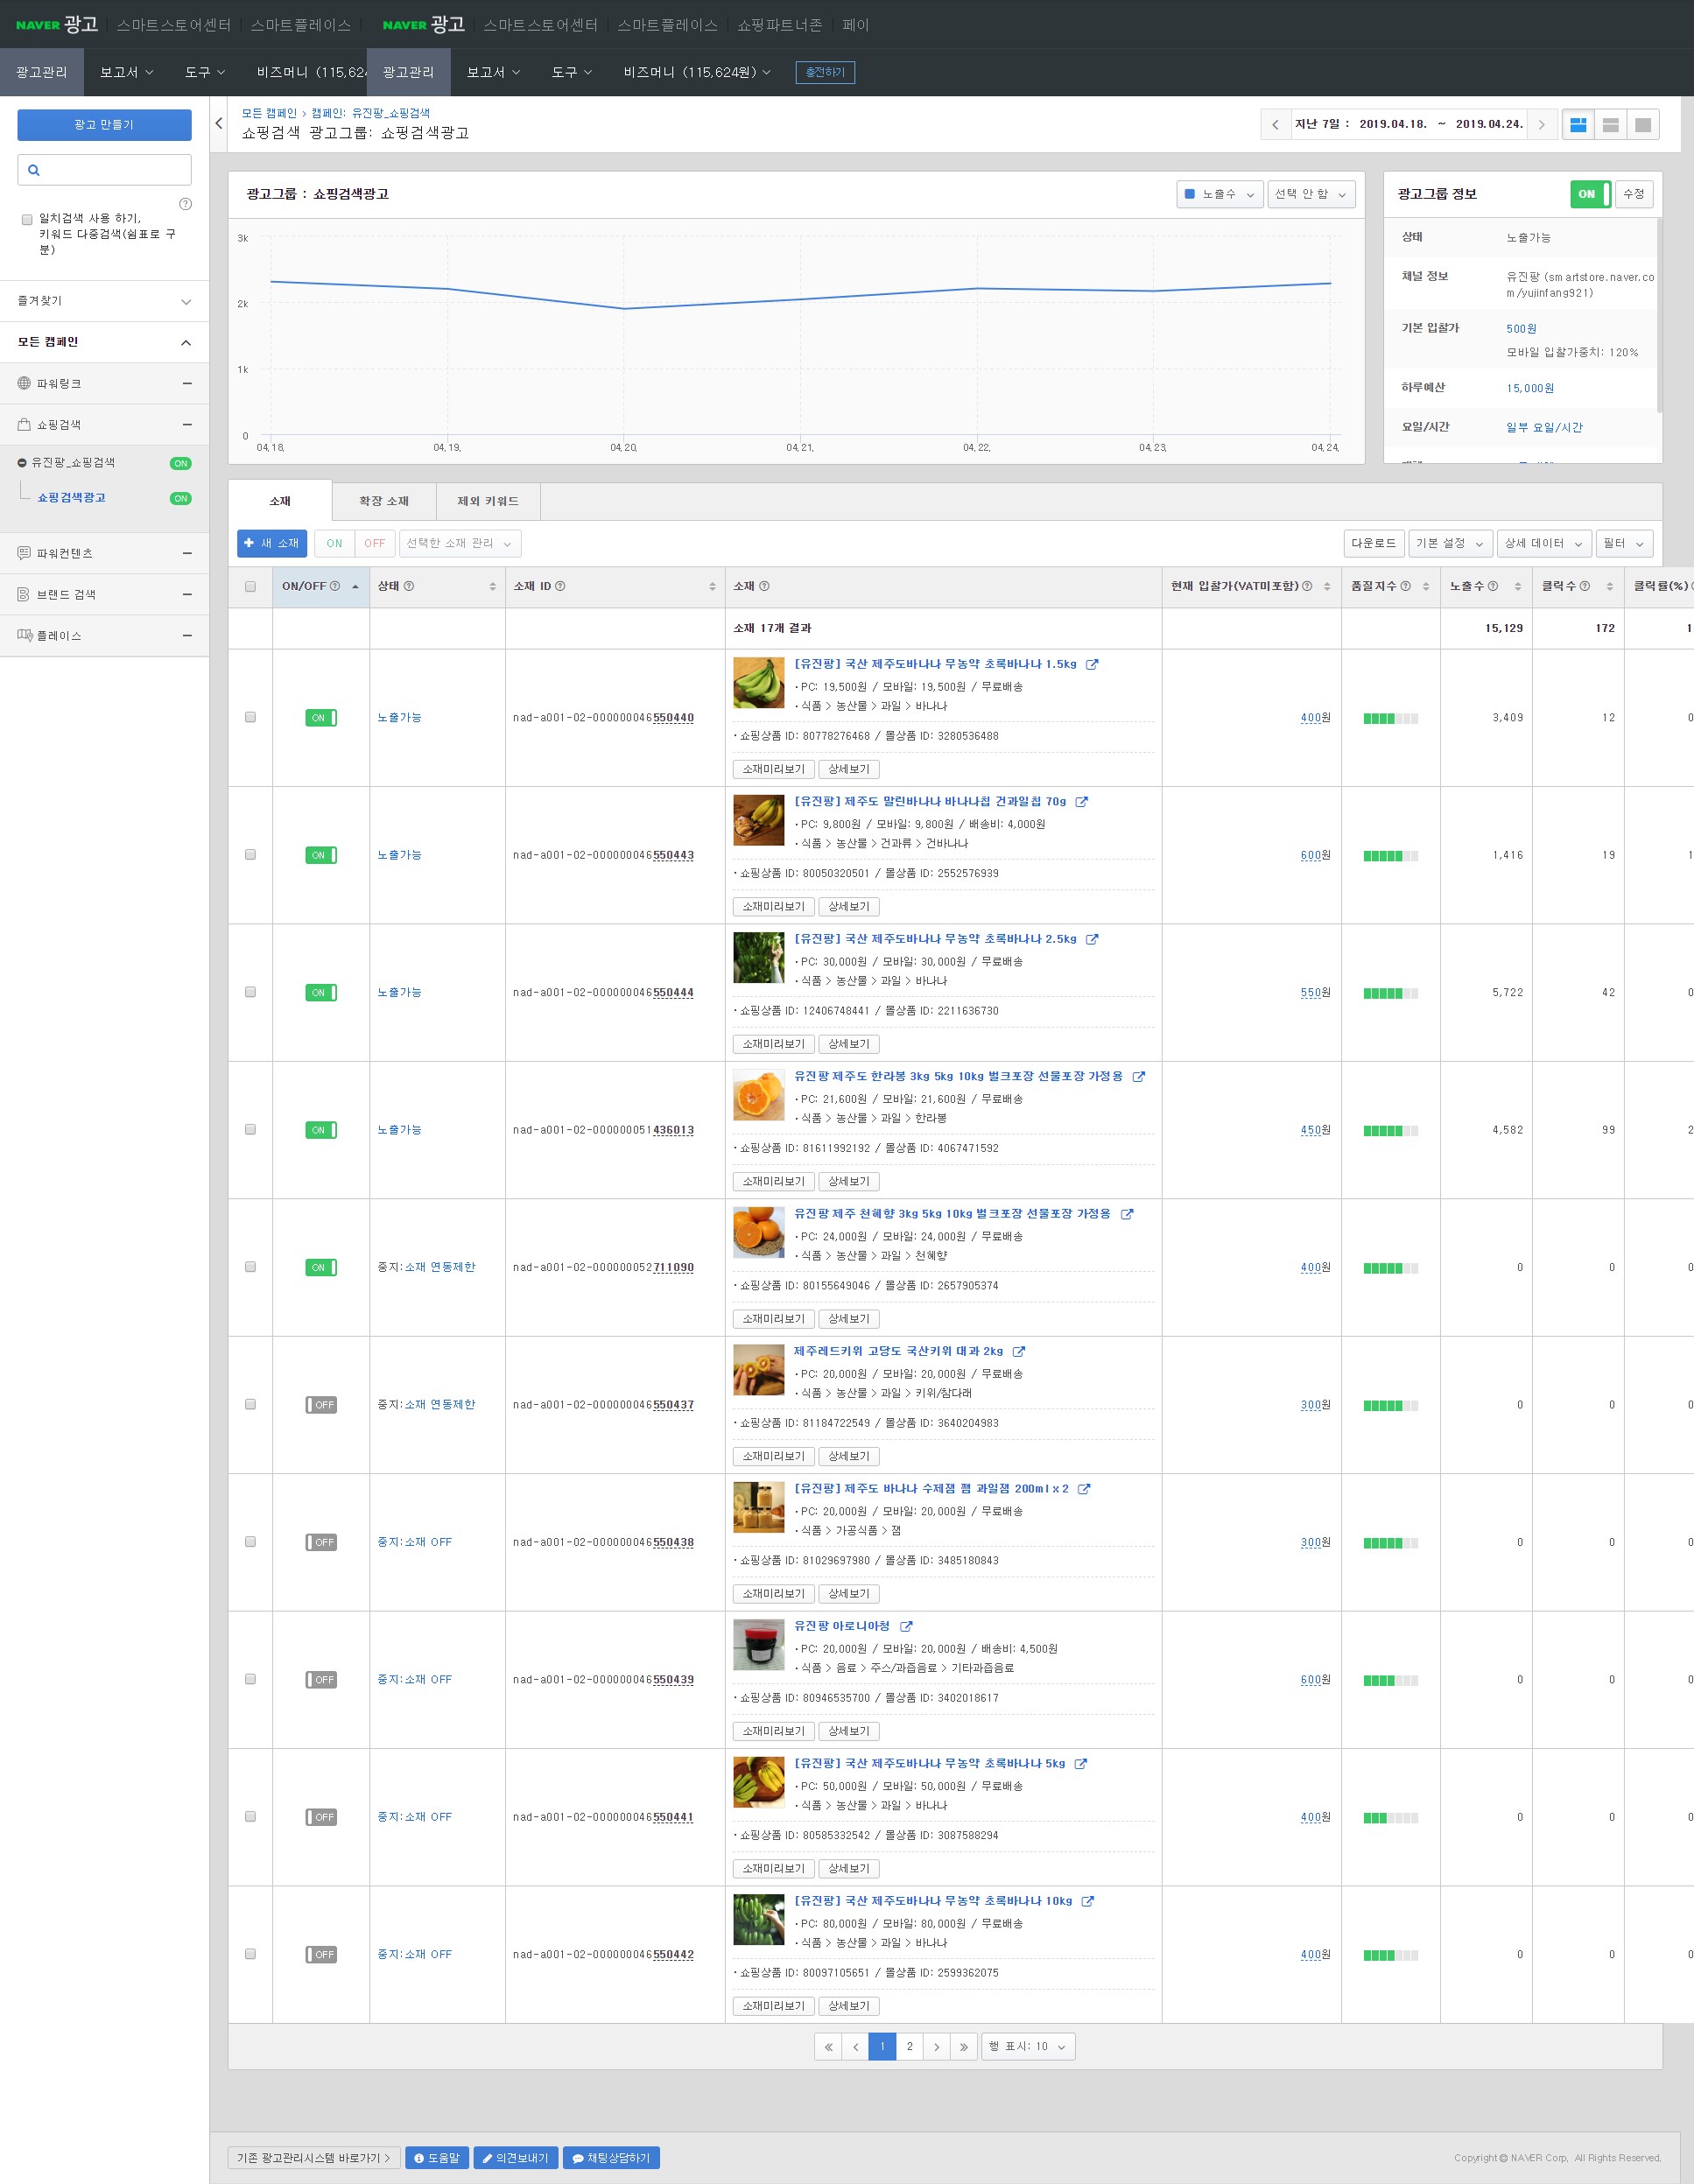 NAVER 광고 스마트스토어센터 스마트플레이스 NAVER 광고 스마트스토어센터 스마트플레이스 쇼핑파트너존 페이
광고관리 보고서 도구 비즈머니 (115,624 광고관리 보고서 도구 비즈머니 (115,624원) 충전하기
광고 만들기
일치검색 사용 하기,
키워드 다중검색(쉼표로 구
분)
즐겨찾기
모든 캠페인
파워링크
쇼핑검색
유진팡_쇼핑검색 ON
쇼핑검색광고 ON
파워컨텐츠
브랜드 검색
플레이스
모든 캠페인 > 캠페인: 유진팡_쇼핑검색
쇼핑검색 광고그룹: 쇼핑검색광고
지난 7일 : 2019.04.18. ~ 2019.04.24.
광고그룹 : 쇼핑검색광고
노출수 선택 안 함
3k
2k
1k
0
04.18. 04.19. 04.20. 04.21. 04.22. 04.23. 04.24.
광고그룹 정보 ON 수정
상태 노출가능
채널 정보 유진팡 (smartstore.naver.co
m/yujinfang921)
기본 입찰가 500원
모바일 입찰가중치: 120%
하루예산 15,000원
요일/시간 일부 요일/시간
소재 확장 소재 제외 키워드
+ 새 소재 ON OFF 선택한 소재 관리 다운로드 기본 설정 상세 데이터 필터
ON/OFF 상태 소재 ID 소재 현재 입찰가(VAT미포함) 품질지수 노출수 클릭수 클릭률(%)
소재 17개 결과 15,129 172 1
[유진팡] 국산 제주도바나나 무농약 초록바나나 1.5kg
· PC: 19,500원 / 모바일: 19,500원 / 무료배송
· 식품 > 농산물 > 과일 > 바나나
ON 노출가능 nad-a001-02-000000046550440 400원 3,409 12 0
· 쇼핑상품 ID: 80778276468 / 몰상품 ID: 3280536488
소재미리보기 상세보기
[유진팡] 제주도 말린바나나 바나나칩 건과일칩 70g
· PC: 9,800원 / 모바일: 9,800원 / 배송비: 4,000원
· 식품 > 농산물 > 건과류 > 건바나나
ON 노출가능 nad-a001-02-000000046550443 600원 1,416 19 1
· 쇼핑상품 ID: 80050320501 / 몰상품 ID: 2552576939
소재미리보기 상세보기
[유진팡] 국산 제주도바나나 무농약 초록바나나 2.5kg
· PC: 30,000원 / 모바일: 30,000원 / 무료배송
· 식품 > 농산물 > 과일 > 바나나
ON 노출가능 nad-a001-02-000000046550444 550원 5,722 42 0
· 쇼핑상품 ID: 12406748441 / 몰상품 ID: 2211636730
소재미리보기 상세보기
유진팡 제주도 한라봉 3kg 5kg 10kg 벌크포장 선물포장 가정용
· PC: 21,600원 / 모바일: 21,600원 / 무료배송
· 식품 > 농산물 > 과일 > 한라봉
ON 노출가능 nad-a001-02-000000051436013 450원 4,582 99 2
· 쇼핑상품 ID: 81611992192 / 몰상품 ID: 4067471592
소재미리보기 상세보기
유진팡 제주 천혜향 3kg 5kg 10kg 벌크포장 선물포장 가정용
· PC: 24,000원 / 모바일: 24,000원 / 무료배송
· 식품 > 농산물 > 과일 > 천혜향
ON 중지:소재 연동제한 nad-a001-02-000000052711090 400원 0 0 0
· 쇼핑상품 ID: 80155649046 / 몰상품 ID: 2657905374
소재미리보기 상세보기
제주레드키위 고당도 국산키위 대과 2kg
· PC: 20,000원 / 모바일: 20,000원 / 무료배송
· 식품 > 농산물 > 과일 > 키위/참다래
OFF 중지:소재 연동제한 nad-a001-02-000000046550437 300원 0 0 0
· 쇼핑상품 ID: 81184722549 / 몰상품 ID: 3640204983
소재미리보기 상세보기
[유진팡] 제주도 바나나 수제잼 쨈 과일잼 200ml x 2
· PC: 20,000원 / 모바일: 20,000원 / 무료배송
· 식품 > 가공식품 > 잼
OFF 중지:소재 OFF nad-a001-02-000000046550438 300원 0 0 0
· 쇼핑상품 ID: 81029697980 / 몰상품 ID: 3485180843
소재미리보기 상세보기
유진팡 아로니아청
· PC: 20,000원 / 모바일: 20,000원 / 배송비: 4,500원
· 식품 > 음료 > 주스/과즙음료 > 기타과즙음료
OFF 중지:소재 OFF nad-a001-02-000000046550439 600원 0 0 0
· 쇼핑상품 ID: 80946535700 / 몰상품 ID: 3402018617
소재미리보기 상세보기
[유진팡] 국산 제주도바나나 무농약 초록바나나 5kg
· PC: 50,000원 / 모바일: 50,000원 / 무료배송
· 식품 > 농산물 > 과일 > 바나나
OFF 중지:소재 OFF nad-a001-02-000000046550441 400원 0 0 0
· 쇼핑상품 ID: 80585332542 / 몰상품 ID: 3087588294
소재미리보기 상세보기
[유진팡] 국산 제주도바나나 무농약 초록바나나 10kg
· PC: 80,000원 / 모바일: 80,000원 / 무료배송
· 식품 > 농산물 > 과일 > 바나나
OFF 중지:소재 OFF nad-a001-02-000000046550442 400원 0 0 0
· 쇼핑상품 ID: 80097105651 / 몰상품 ID: 2599362075
소재미리보기 상세보기
« < 1 2 > » 행 표시: 10
기존 광고관리시스템 바로가기 > 도움말 의견보내기 채팅상담하기 Copyright © NAVER Corp. All Rights Reserved.